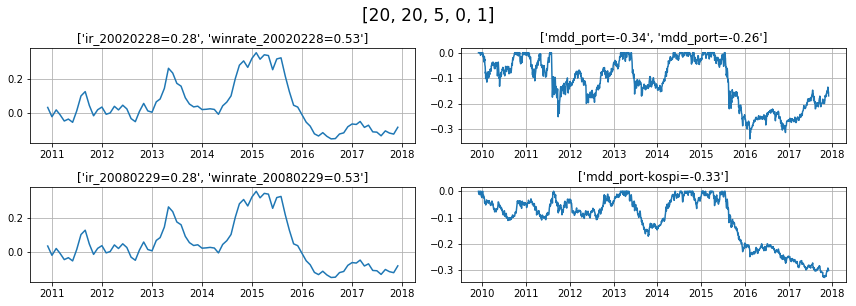 [20, 20, 5, 0, 1]
['ir_20020228=0.28', 'winrate_20020228=0.53']
0.2
0.0
2011 2012 2013 2014 2015 2016 2017 2018
['mdd_port=-0.34', 'mdd_port=-0.26']
0.0
−0.1
−0.2
−0.3
2010 2011 2012 2013 2014 2015 2016 2017 2018
['ir_20080229=0.28', 'winrate_20080229=0.53']
0.2
0.0
2011 2012 2013 2014 2015 2016 2017 2018
['mdd_port-kospi=-0.33']
0.0
−0.1
−0.2
−0.3
2010 2011 2012 2013 2014 2015 2016 2017 2018